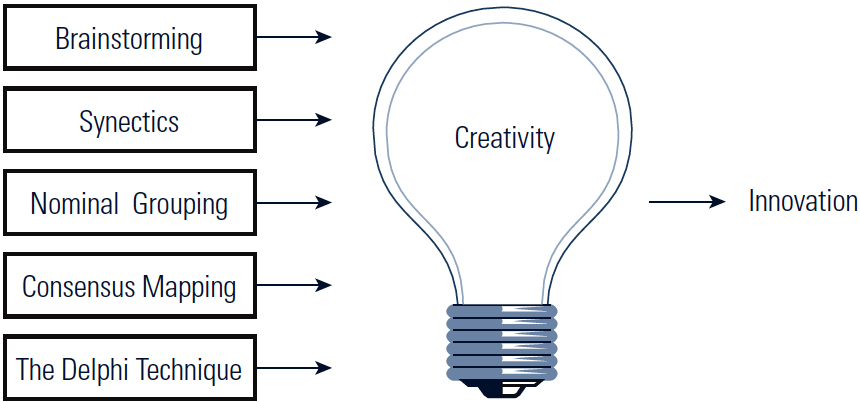 Brainstorming
Synectics
Nominal Grouping
Consensus Mapping
The Delphi Technique
Creativity
Innovation